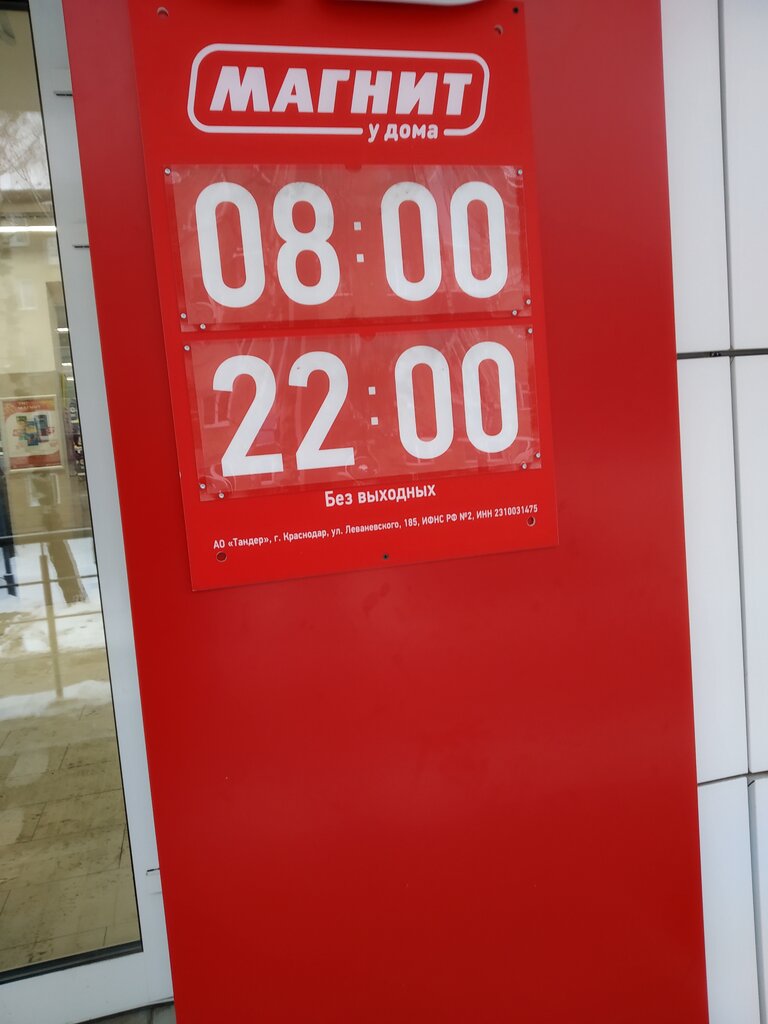 МАГНИТ
у дома
08:00
22:00
Без выходных
АО «Тандер», г. Краснодар, ул. Леваневского, 185, ИФНС РФ №2, ИНН 2310031475
МАГНИТ